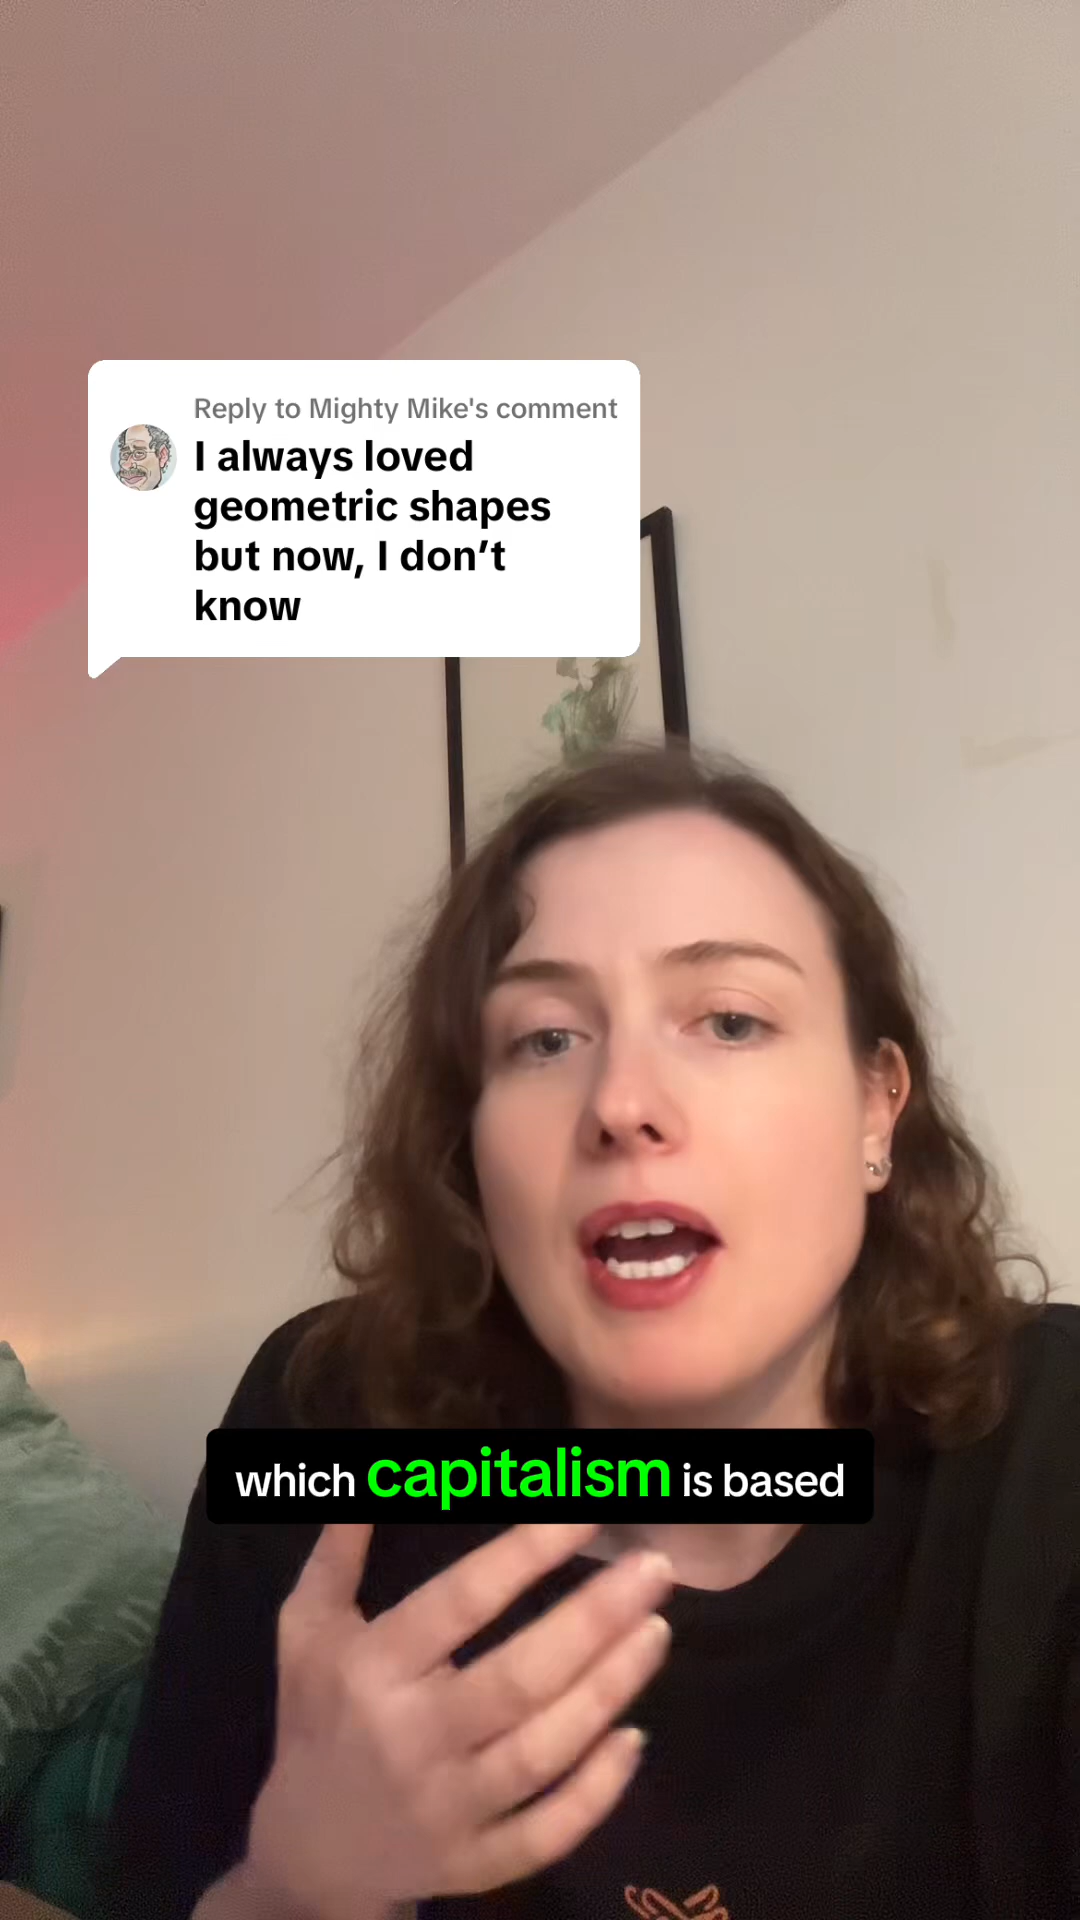 Reply to Mighty Mike's comment
I always loved
geometric shapes
but now, I don’t
know
which capitalism is based